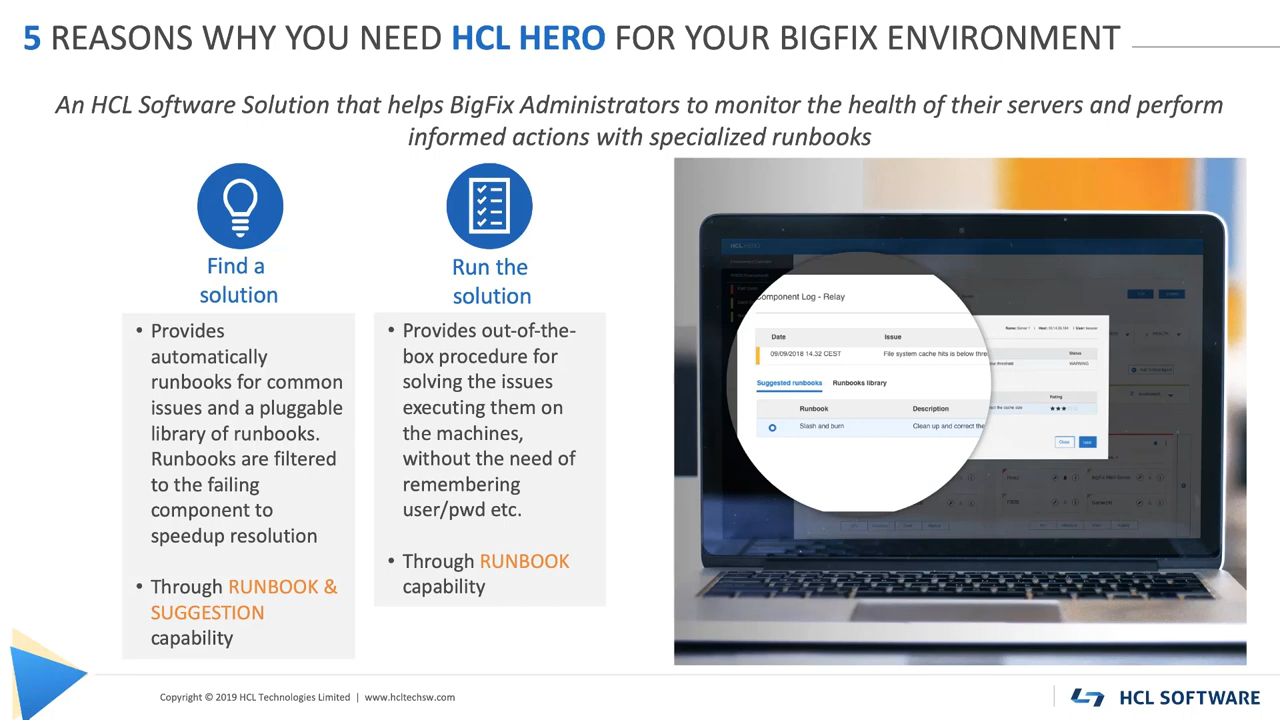 5 REASONS WHY YOU NEED HCL HERO FOR YOUR BIGFIX ENVIRONMENT
An HCL Software Solution that helps BigFix Administrators to monitor the health of their servers and perform
informed actions with specialized runbooks
Find a
solution
• Provides
automatically
runbooks for common
issues and a pluggable
library of runbooks.
Runbooks are filtered
to the failing
component to
speedup resolution
• Through RUNBOOK &
SUGGESTION
capability
Run the
solution
• Provides out-of-the-
box procedure for
solving the issues
executing them on
the machines,
without the need of
remembering
user/pwd etc.
• Through RUNBOOK
capability
HCL HERO
Component Log - Relay
Date Issue
09/09/2018 14.32 CEST File system cache hits is below thre
Status
WARNING
Suggested runbooks Runbooks library
Rating
Runbook Description
Slash and burn Clean up and correct the
Close
Copyright © 2019 HCL Technologies Limited | www.hcltechsw.com
HCL SOFTWARE